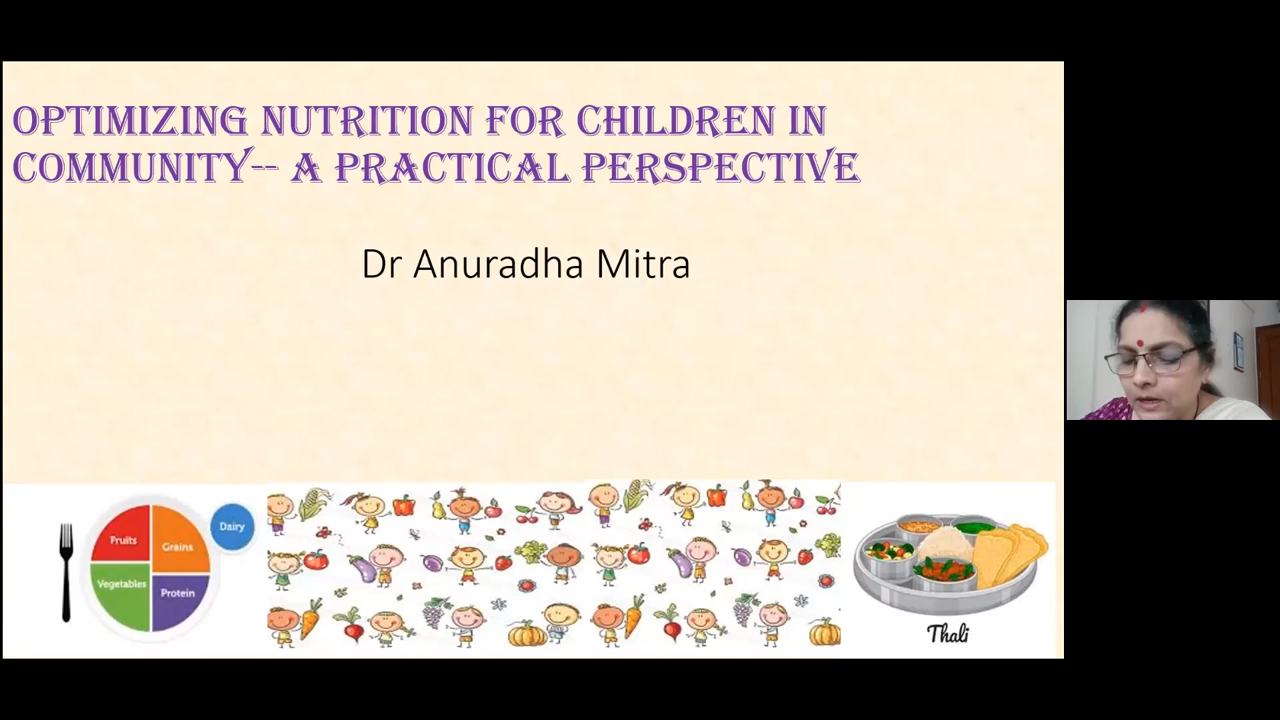 OPTIMIZING NUTRITION FOR CHILDREN IN
COMMUNITY-- A PRACTICAL PERSPECTIVE
Dr Anuradha Mitra
Fruits
Grains
Dairy
Vegetables
Protein
Thali